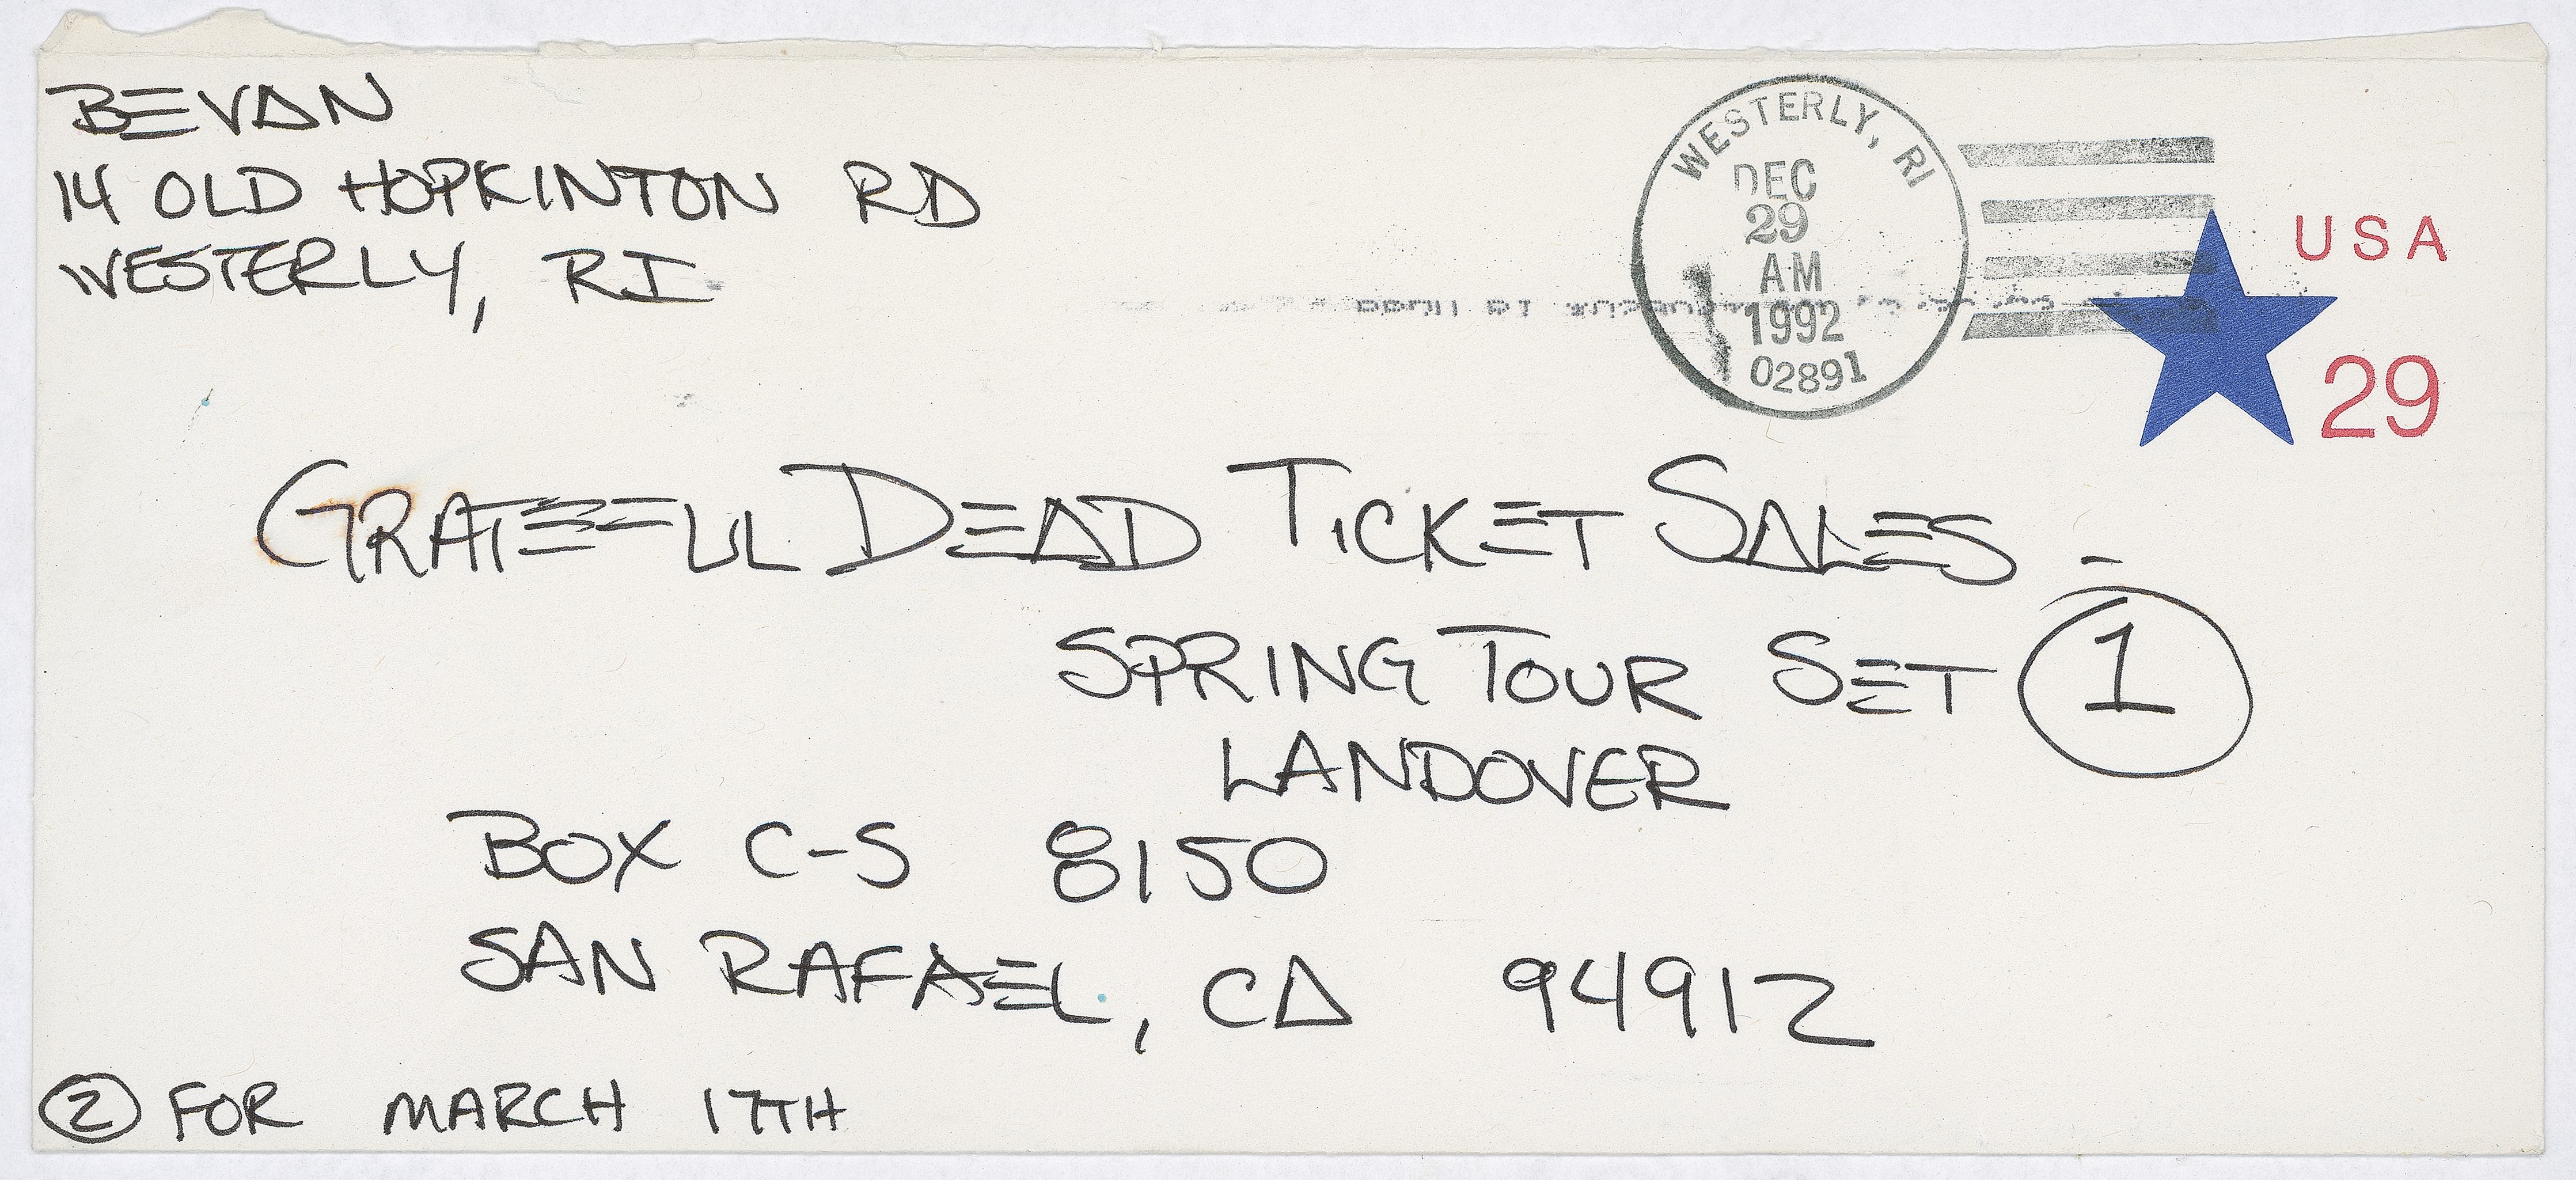 BEVAN
14 OLD HOPKINTON RD
WESTERLY, RI
WESTERLY, RI
DEC
29
AM
1992
02891
USA
29
GRATEFUL DEAD TICKET SALES -
SPRING TOUR SET 1
LANDOVER
BOX C-S 8150
SAN RAFAEL, CA 94912
2 FOR MARCH 17TH